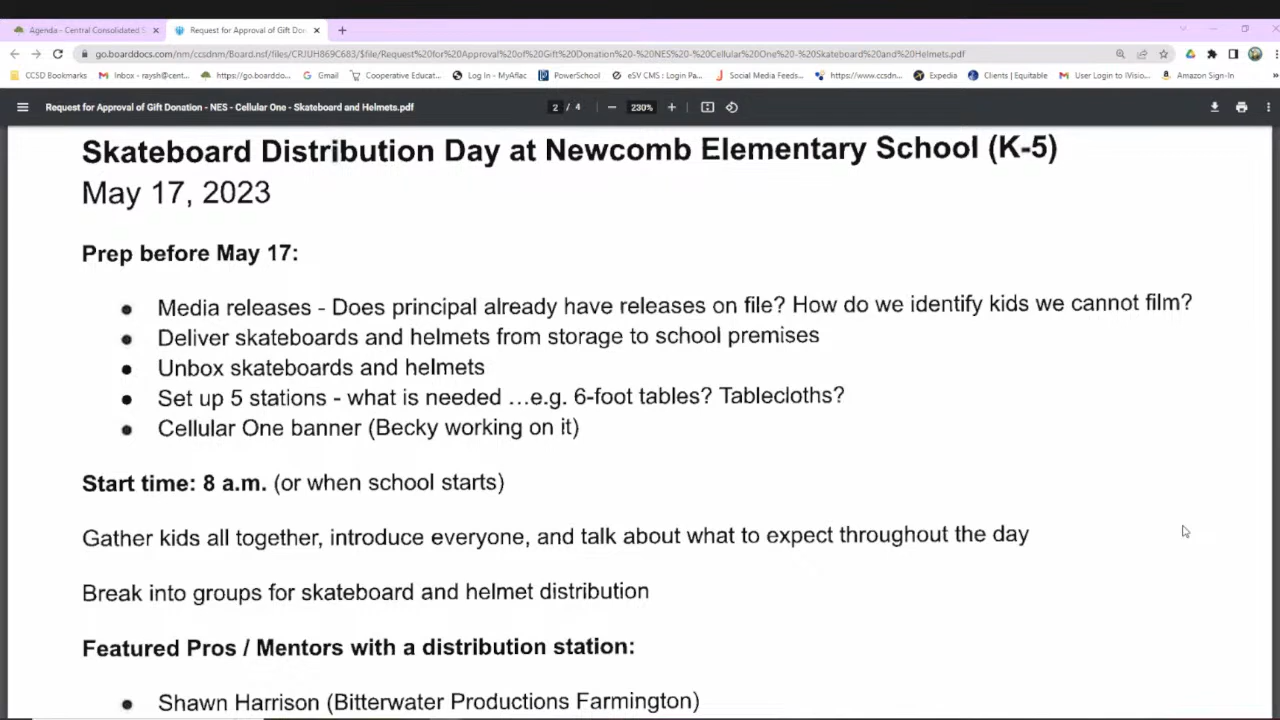 Agenda - Central Consolidated S
Request for Approval of Gift Don
go.boarddocs.com/nm/ccsdnm/Board.nsf/files/CRJUH869C683/$file/Request%20for%20Approval%20of%20Gift%20Donation%20-%20NES%20-%20Cellular%20One%20-%20Skateboard%20and%20Helmets.pdf
CCSD Bookmarks
Inbox - raysh@cent...
https://go.boarddo...
Gmail
Cooperative Educat...
Log In - MyAflac
PowerSchool
eSV CMS : Login Pa...
Social Media Feeds...
https://www.ccsdn...
Expedia
Clients | Equitable
User Login to iVisio...
Amazon Sign-In
Request for Approval of Gift Donation - NES - Cellular One - Skateboard and Helmets.pdf
2 / 4
230%
Skateboard Distribution Day at Newcomb Elementary School (K-5)
May 17, 2023
Prep before May 17:
Media releases - Does principal already have releases on file? How do we identify kids we cannot film?
Deliver skateboards and helmets from storage to school premises
Unbox skateboards and helmets
Set up 5 stations - what is needed …e.g. 6-foot tables? Tablecloths?
Cellular One banner (Becky working on it)
Start time: 8 a.m. (or when school starts)
Gather kids all together, introduce everyone, and talk about what to expect throughout the day
Break into groups for skateboard and helmet distribution
Featured Pros / Mentors with a distribution station:
Shawn Harrison (Bitterwater Productions Farmington)